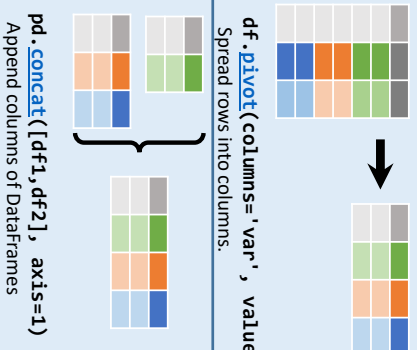 df.pivot(columns='var', value
Spread rows into columns.
pd.concat([df1,df2], axis=1)
Append columns of DataFrames